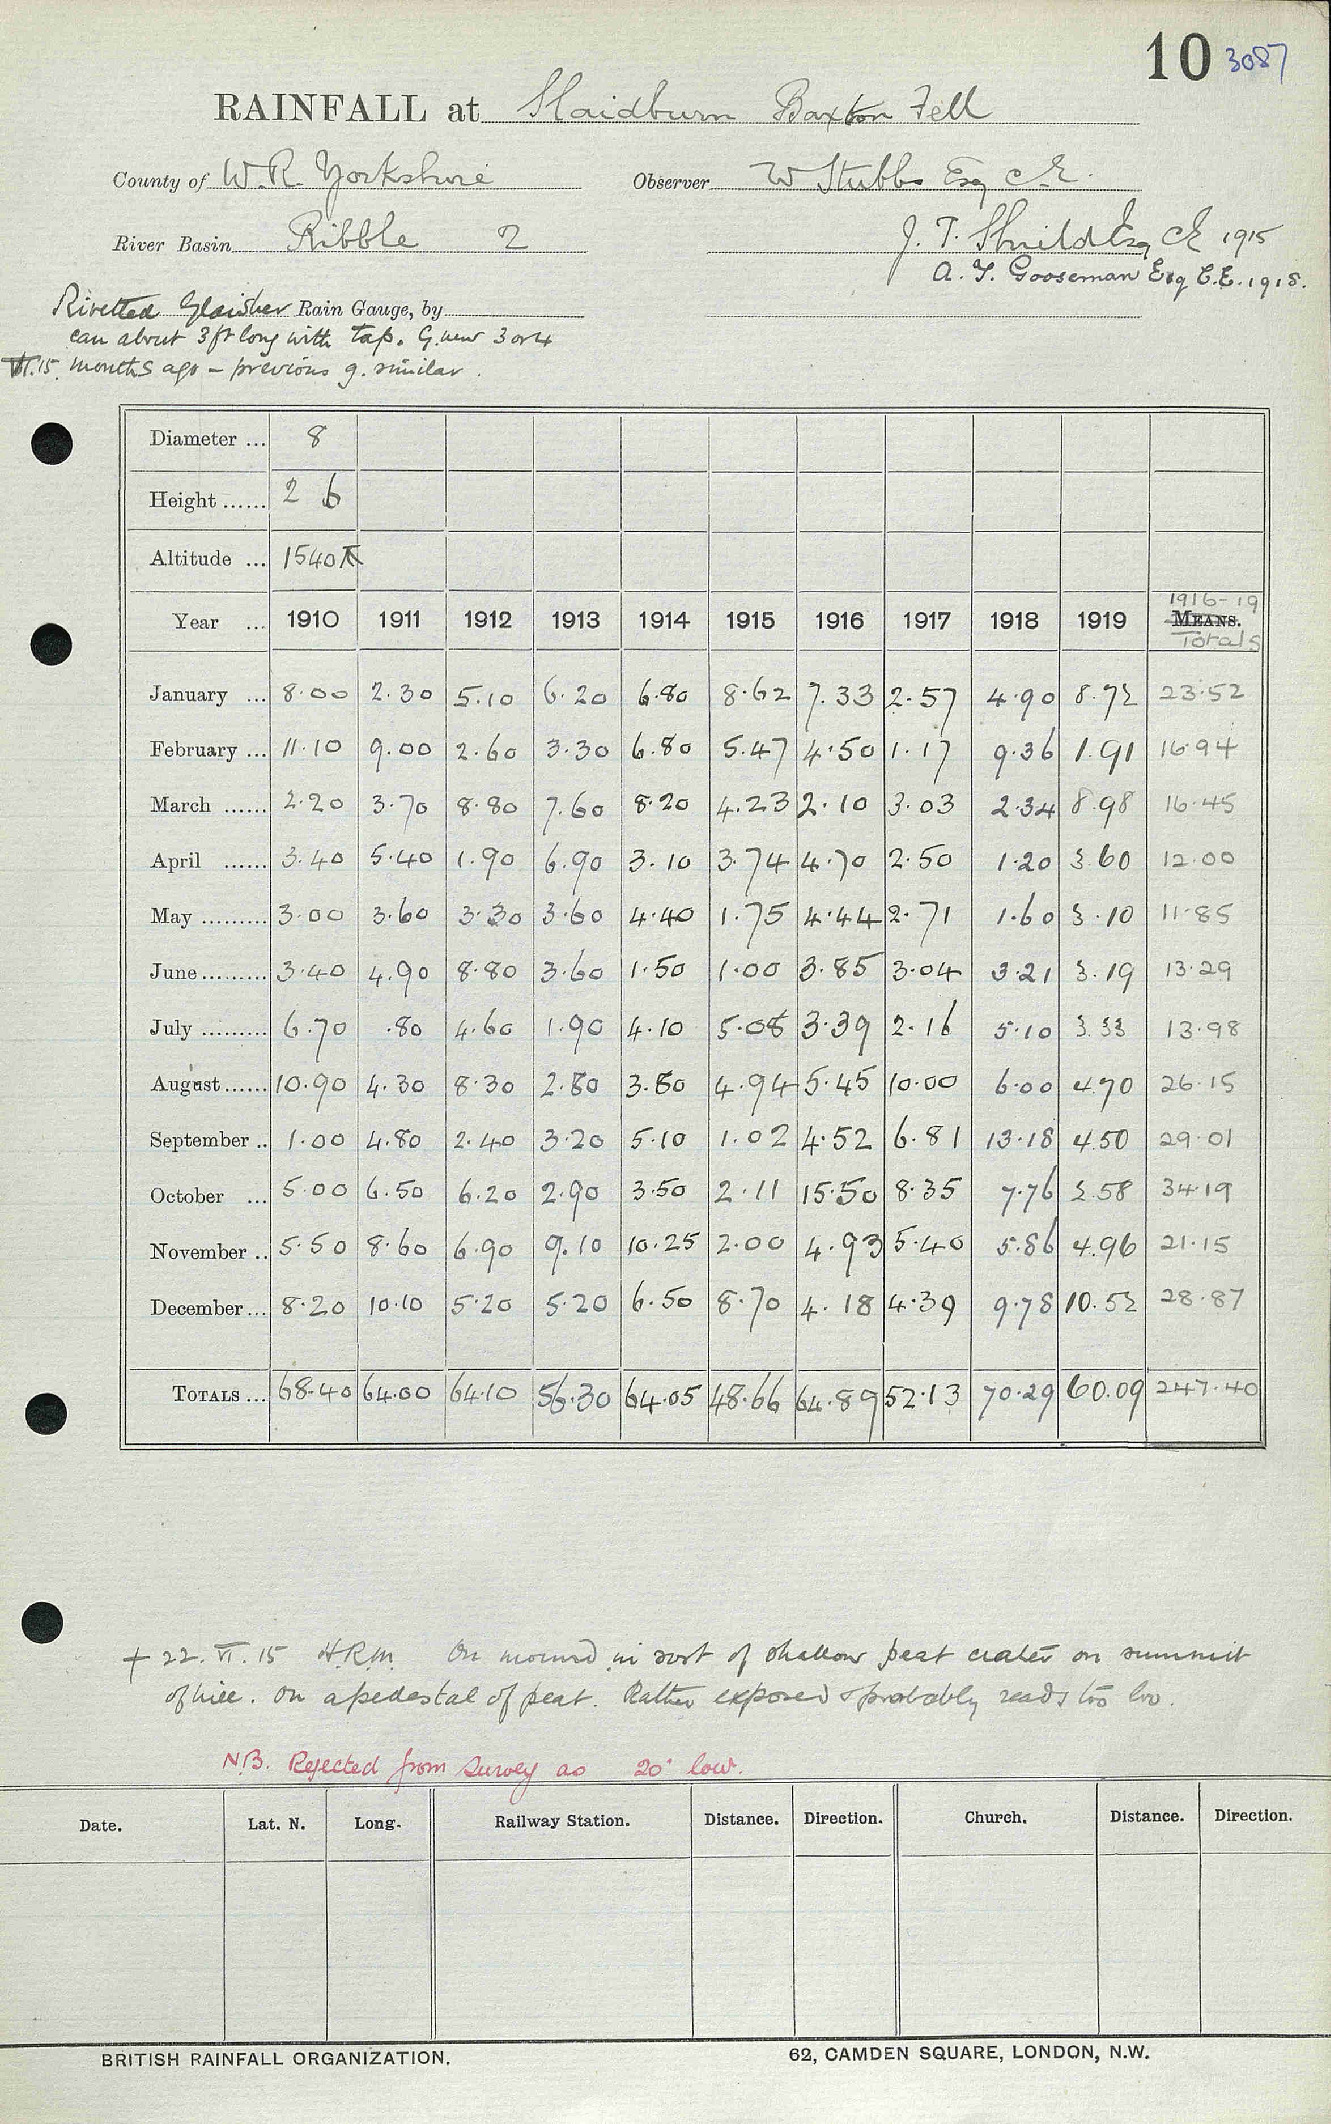 10 3087
RAINFALL at Slaidburn Baxton Fell
County of W.R. Yorkshire Observer W Stubbs Esq C.E.
River Basin Ribble 2 J. T. Shuild Esq CE 1915
A. F. Gooseman Esq C.E. 1918.
Rivetted Glaisher Rain Gauge, by
can about 3 ft long with tap. G. new 3 or 4
VI.15. months ago – previous g. similar.
Diameter ... 8
Height ...... 2 6
Altitude ... 1540
1916-19
Year ... 1910 1911 1912 1913 1914 1915 1916 1917 1918 1919 MEANS.
Totals
January ... 8.00 2.30 5.10 6.20 6.80 8.62 7.33 2.57 4.90 8.72 23.52
February ... 11.10 9.00 2.60 3.30 6.80 5.47 4.50 1.17 9.36 1.91 16.94
March ...... 2.20 3.70 8.80 7.60 8.20 4.23 2.10 3.03 2.34 8.98 16.45
April ...... 3.40 5.40 1.90 6.90 3.10 3.74 4.70 2.50 1.20 3.60 12.00
May ......... 3.00 3.60 3.30 3.60 4.40 1.75 4.44 2.71 1.60 3.10 11.85
June ......... 3.40 4.90 8.80 3.60 1.50 1.00 3.85 3.04 3.21 3.19 13.29
July ......... 6.70 .80 4.60 1.90 4.10 5.08 3.39 2.16 5.10 3.33 13.98
August ...... 10.90 4.30 8.30 2.80 3.80 4.94 5.45 10.00 6.00 4.70 26.15
September .. 1.00 4.80 2.40 3.20 5.10 1.02 4.52 6.81 13.18 4.50 29.01
October ... 5.00 6.50 6.20 2.90 3.50 2.11 15.50 8.35 7.76 2.58 34.19
November .. 5.50 8.60 6.90 9.10 10.25 2.00 4.93 5.40 5.86 4.96 21.15
December ... 8.20 10.10 5.20 5.20 6.50 8.70 4.18 4.39 9.78 10.52 28.87
TOTALS ... 68.40 64.00 64.10 56.30 64.05 48.66 64.89 52.13 70.29 60.09 247.40
+ 22. VI. 15 H.R.M. On mound in sort of shallow peat crater on summit
of hill. On a pedestal of peat. Rather exposed & probably reads too low.
N.B. Rejected from survey as 20 low.
Date. Lat. N. Long. Railway Station. Distance. Direction. Church. Distance. Direction.
BRITISH RAINFALL ORGANIZATION. 62, CAMDEN SQUARE, LONDON, N.W.